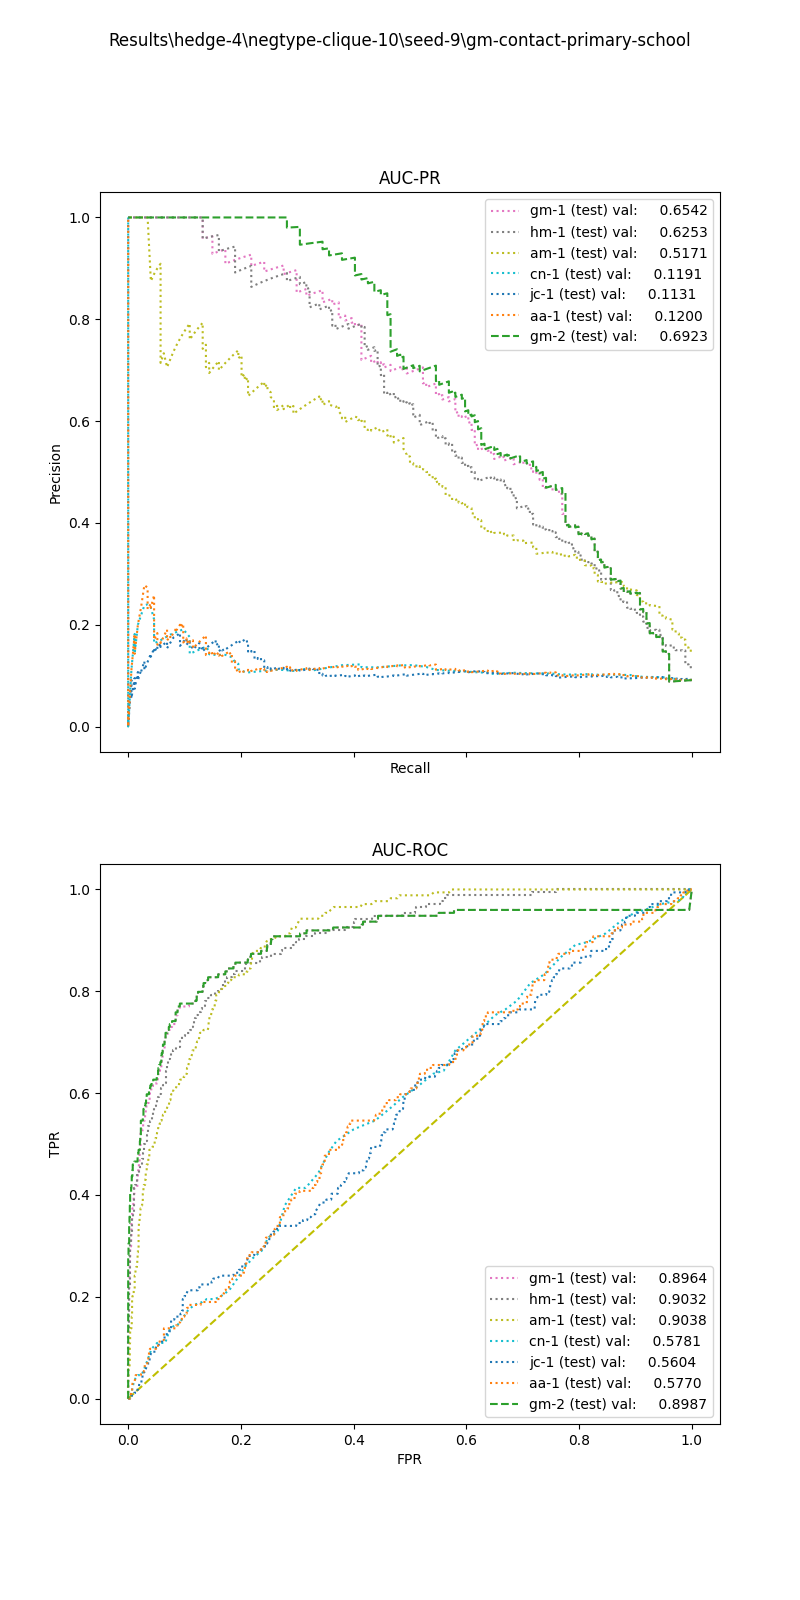 Results\hedge-4\negtype-clique-10\seed-9\gm-contact-primary-school
AUC-PR
gm-1 (test) val: 0.6542
hm-1 (test) val: 0.6253
am-1 (test) val: 0.5171
cn-1 (test) val: 0.1191
jc-1 (test) val: 0.1131
aa-1 (test) val: 0.1200
gm-2 (test) val: 0.6923
1.0
0.8
0.6
0.4
0.2
0.0
Precision
Recall
AUC-ROC
1.0
0.8
0.6
0.4
0.2
0.0
TPR
gm-1 (test) val: 0.8964
hm-1 (test) val: 0.9032
am-1 (test) val: 0.9038
cn-1 (test) val: 0.5781
jc-1 (test) val: 0.5604
aa-1 (test) val: 0.5770
gm-2 (test) val: 0.8987
0.0 0.2 0.4 0.6 0.8 1.0
FPR